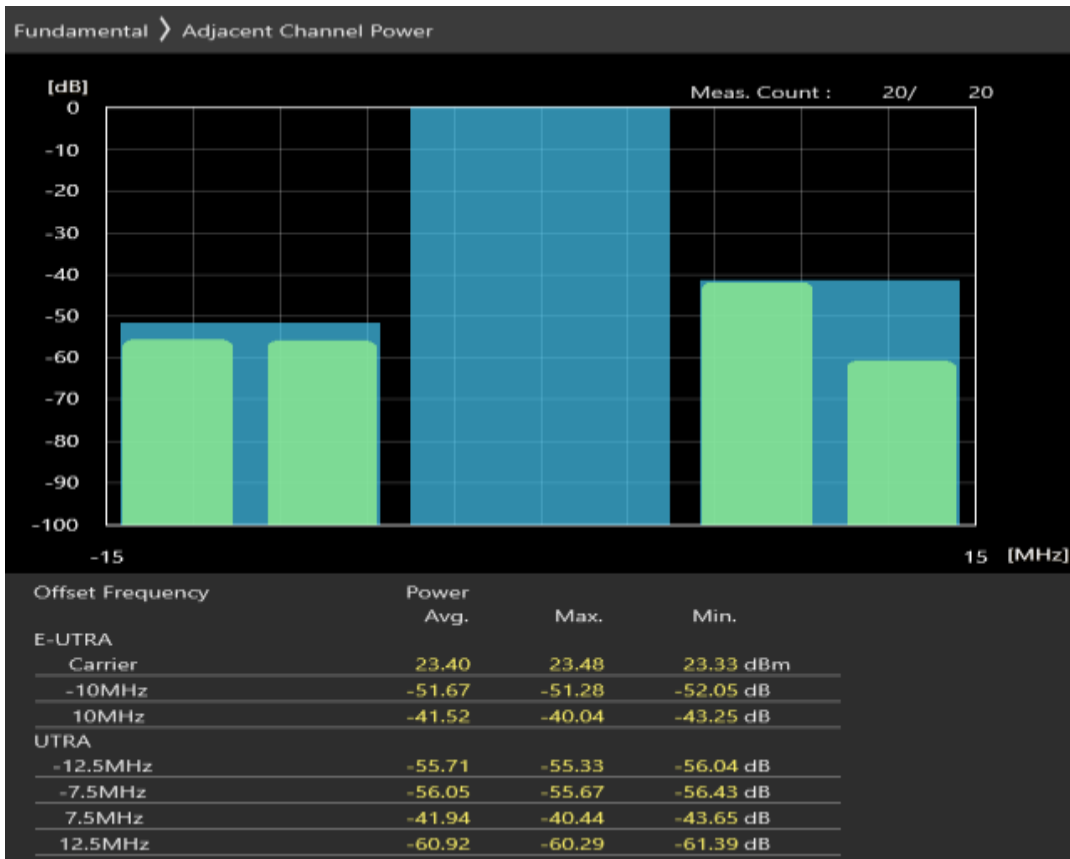 Fundamental 〉 Adjacent Channel Power
[dB]
Meas. Count : 20/ 20
0
-10
-20
-30
-40
-50
-60
-70
-80
-90
-100
-15 15 [MHz]
Offset Frequency Power
Avg. Max. Min.
E-UTRA
Carrier 23.40 23.48 23.33 dBm
-10MHz -51.67 -51.28 -52.05 dB
10MHz -41.52 -40.04 -43.25 dB
UTRA
-12.5MHz -55.71 -55.33 -56.04 dB
-7.5MHz -56.05 -55.67 -56.43 dB
7.5MHz -41.94 -40.44 -43.65 dB
12.5MHz -60.92 -60.29 -61.39 dB